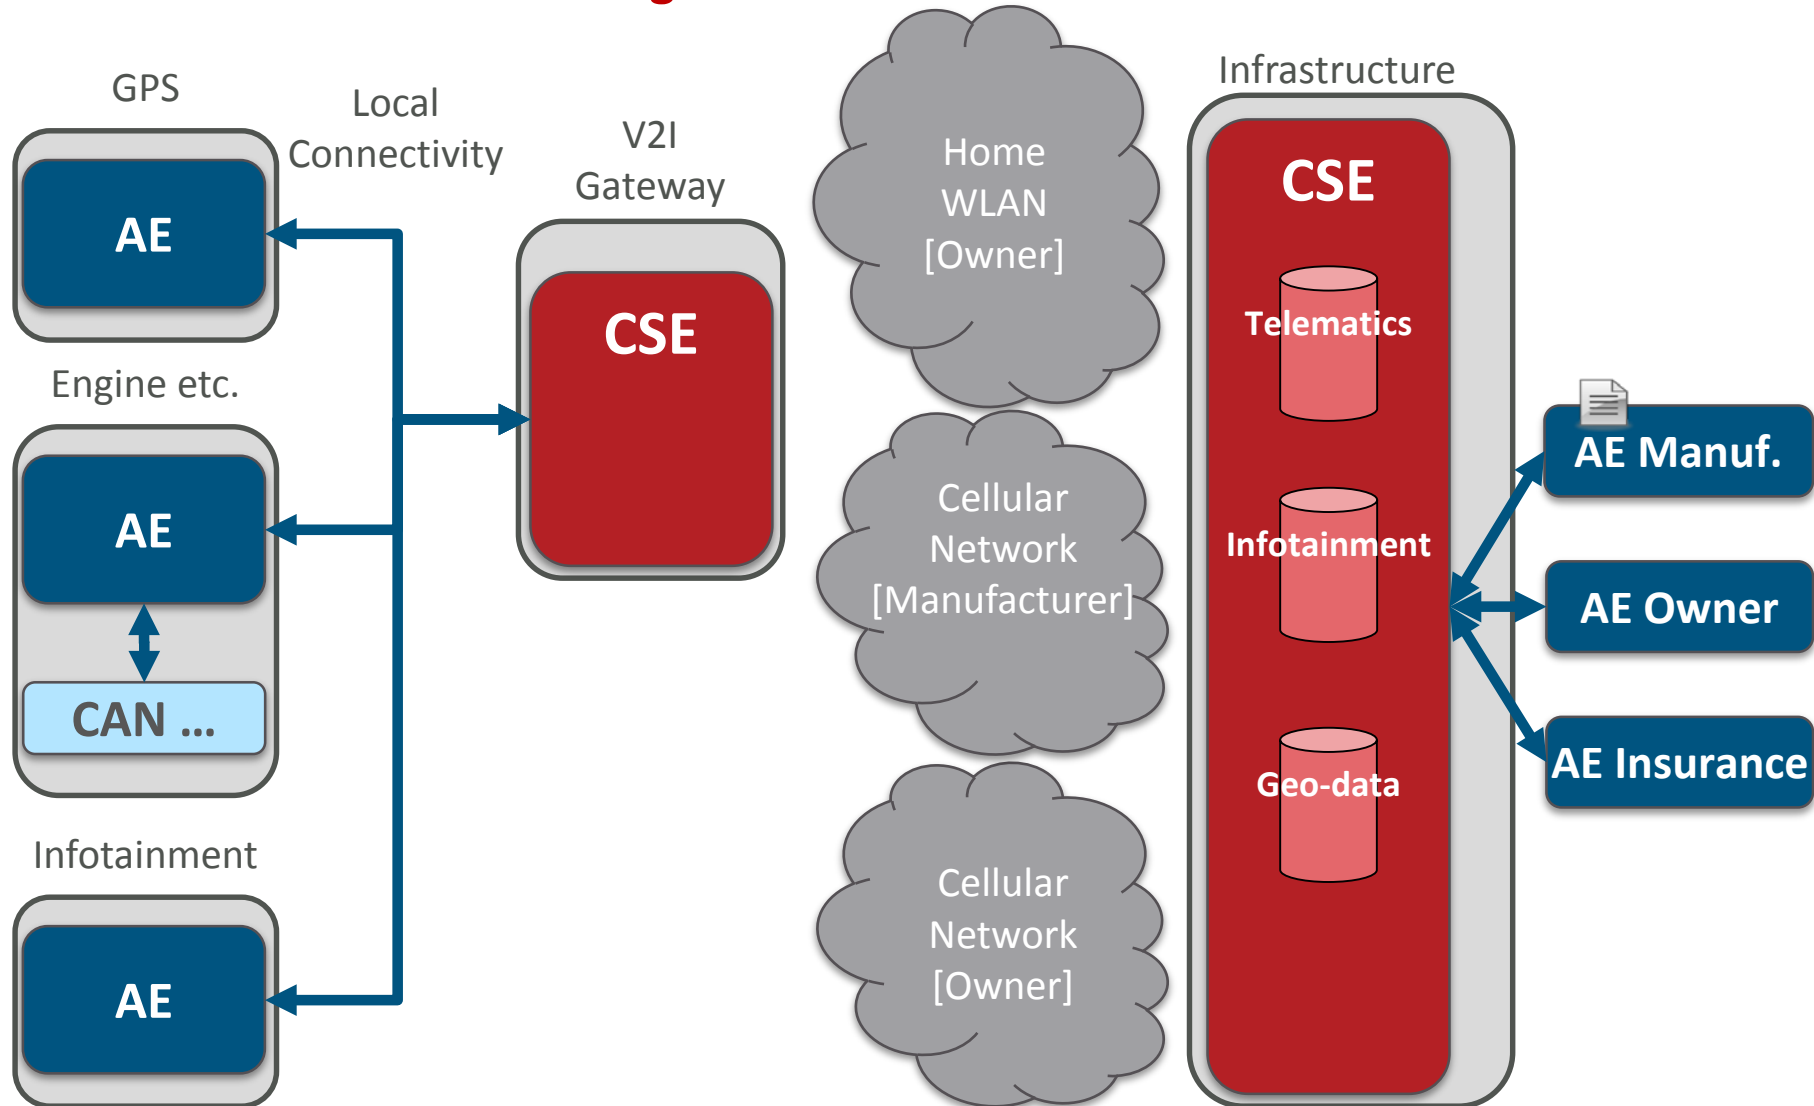 GPS
AE
Engine etc.
AE
CAN ...
Infotainment
AE
Local
Connectivity
V2I
Gateway
CSE
Home
WLAN
[Owner]
Cellular
Network
[Manufacturer]
Cellular
Network
[Owner]
Infrastructure
CSE
Telematics
Infotainment
Geo-data
AE Manuf.
AE Owner
AE Insurance